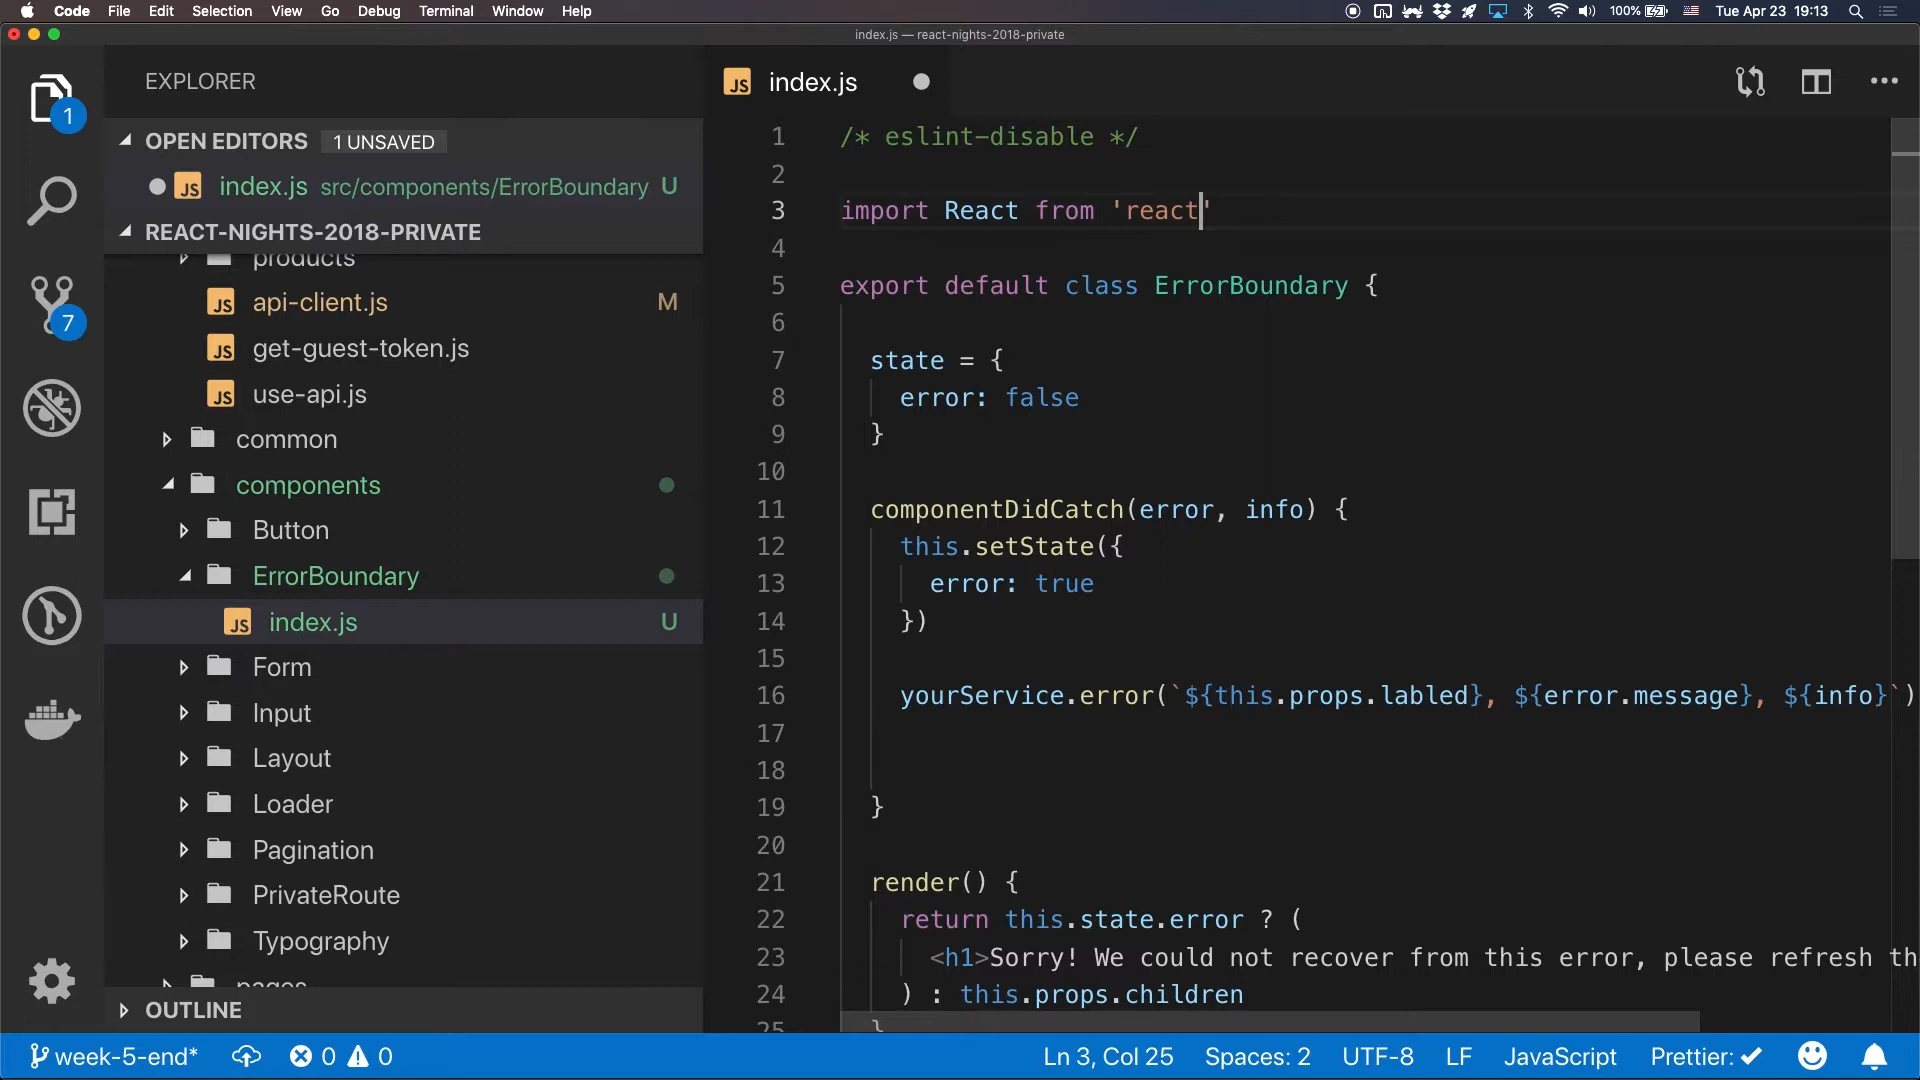 Code File Edit Selection View Go Debug Terminal Window Help 100% Tue Apr 23 19:13
index.js — react-nights-2018-private
EXPLORER
OPEN EDITORS 1 UNSAVED
JS index.js src/components/ErrorBoundary U
REACT-NIGHTS-2018-PRIVATE
products
JS api-client.js M
JS get-guest-token.js
JS use-api.js
common
components
Button
ErrorBoundary
JS index.js U
Form
Input
Layout
Loader
Pagination
PrivateRoute
Typography
pages
OUTLINE
1
7
JS index.js
1 /* eslint-disable */
2
3 import React from 'react'
4
5 export default class ErrorBoundary {
6
7 state = {
8 error: false
9 }
10
11 componentDidCatch(error, info) {
12 this.setState({
13 error: true
14 })
15
16 yourService.error(`${this.props.labled}, ${error.message}, ${info}`)
17
18
19 }
20
21 render() {
22 return this.state.error ? (
23 <h1>Sorry! We could not recover from this error, please refresh th
24 ) : this.props.children
25 }
week-5-end* 0 0 Ln 3, Col 25 Spaces: 2 UTF-8 LF JavaScript Prettier: ✓